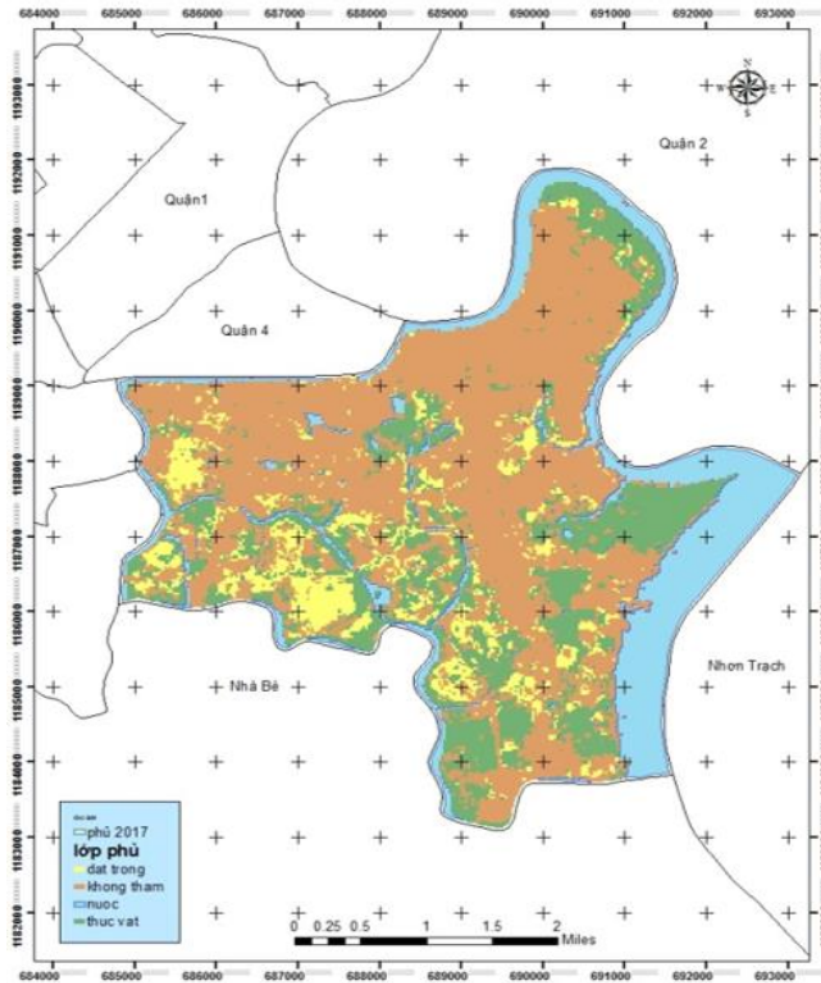 684000 685000 686000 687000 688000 689000 690000 691000 692000 693000
N
W E
S
1193000
1192000
1191000
1190000
1189000
1188000
1187000
1186000
1185000
1184000
1183000
1182000
Quận 2
Quận1
Quận 4
Nhà Bè
Nhơn Trạch
phủ 2017
lớp phủ
dat trong
khong tham
nuoc
thuc vat
0 0.25 0.5 1 1.5 2
Miles
684000 685000 686000 687000 688000 689000 690000 691000 692000 693000